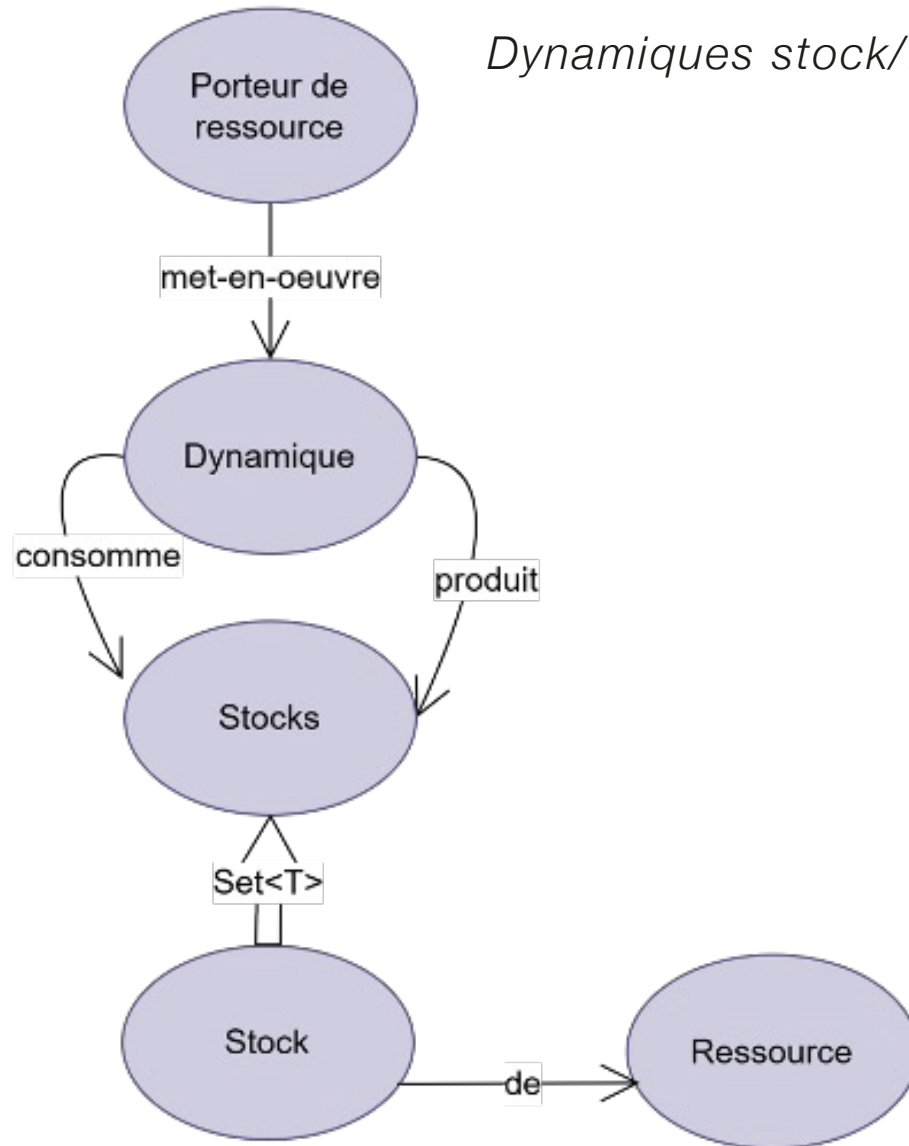 Dynamiques stock/
Porteur de
ressource
met-en-oeuvre
Dynamique
consomme
produit
Stocks
Set<T>
Stock
Ressource
de